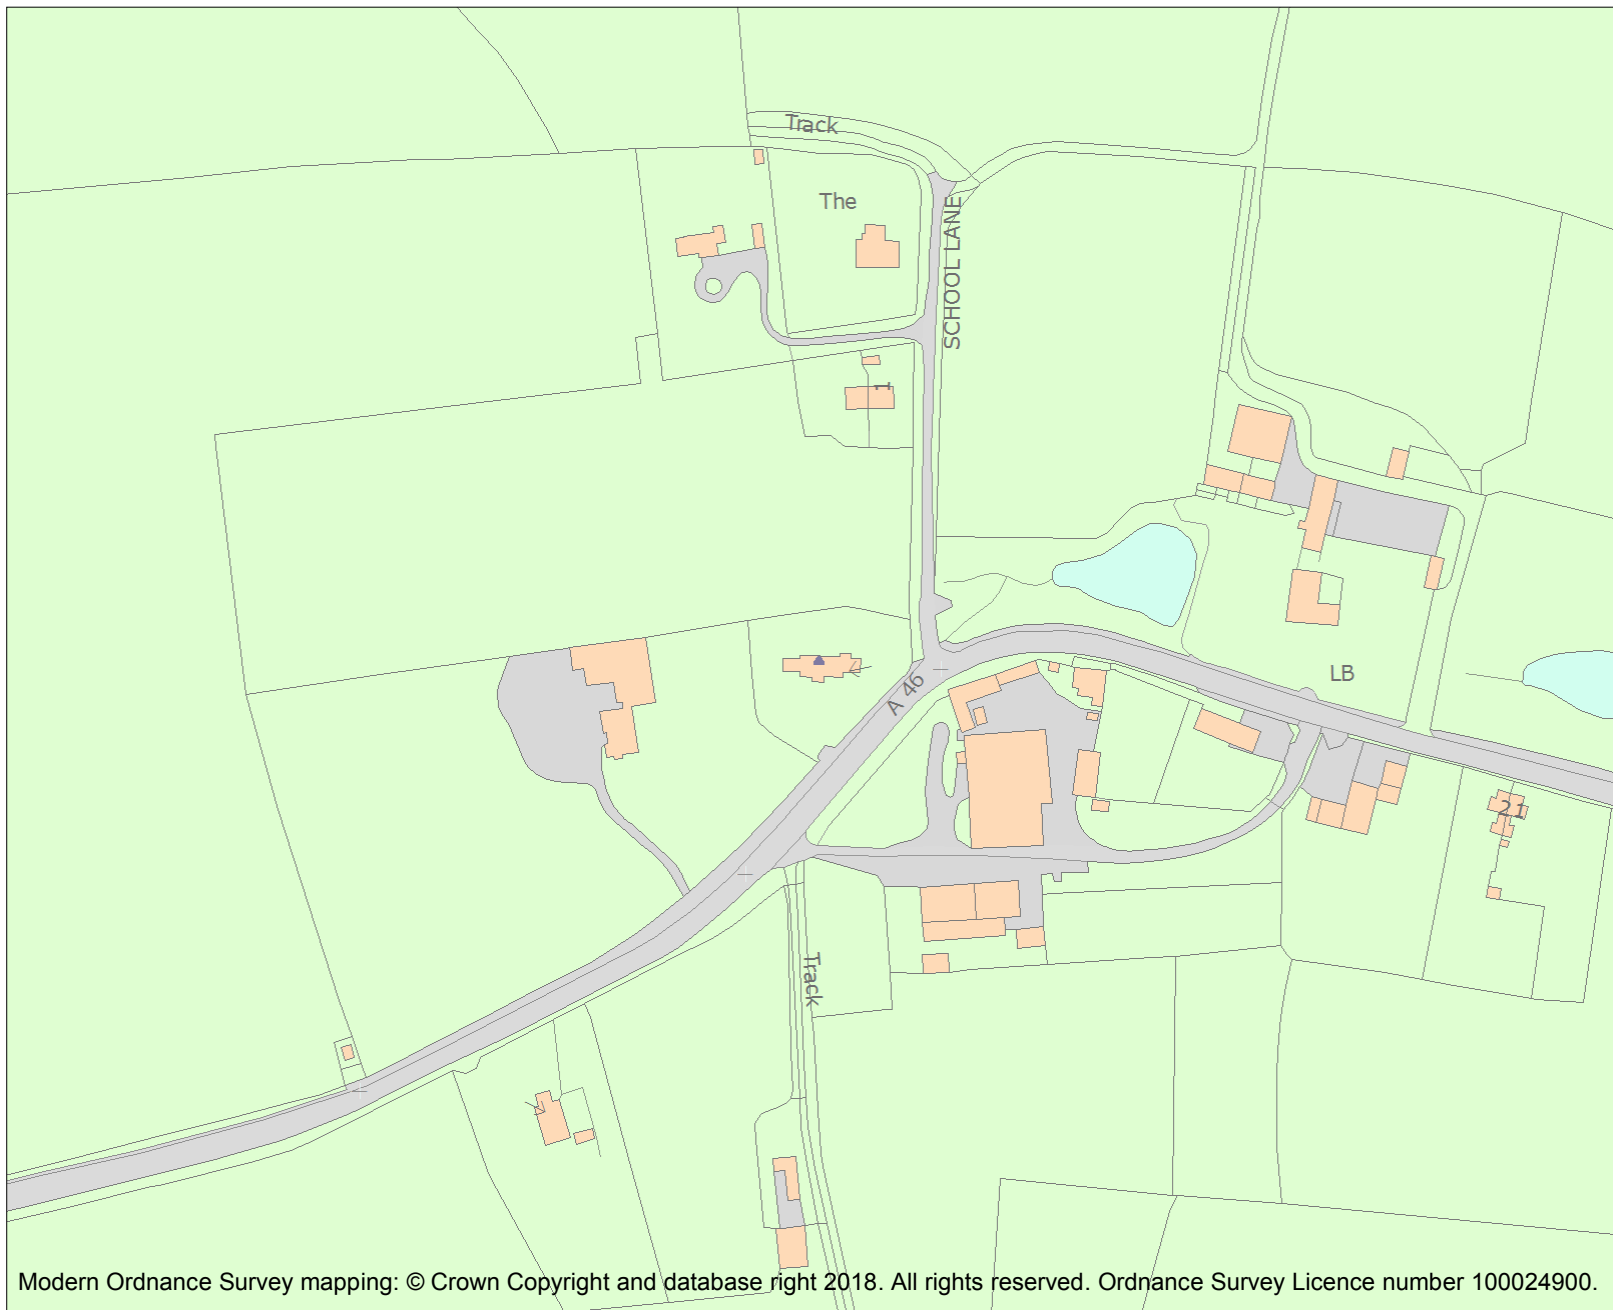 Track
The
SCHOOL LANE
1
LB
A 46
21
Track
Modern Ordnance Survey mapping: © Crown Copyright and database right 2018. All rights reserved. Ordnance Survey Licence number 100024900.